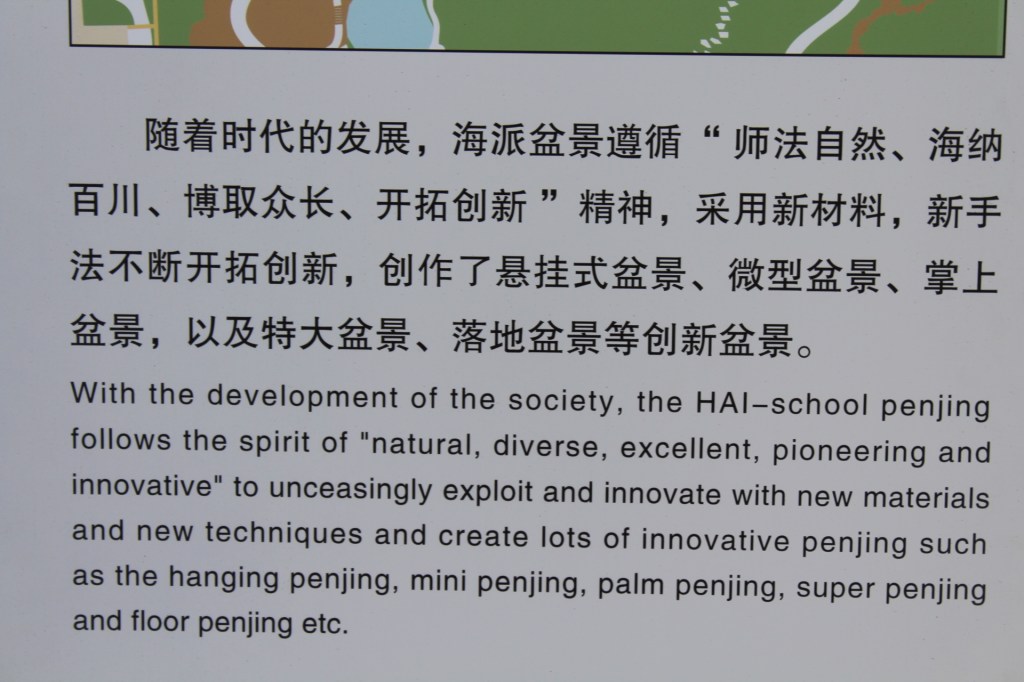 随着时代的发展，海派盆景遵循“师法自然、海纳
百川、博取众长、开拓创新”精神，采用新材料，新手
法不断开拓创新，创作了悬挂式盆景、微型盆景、掌上
盆景，以及特大盆景、落地盆景等创新盆景。
With the development of the society, the HAI–school penjing
follows the spirit of "natural, diverse, excellent, pioneering and
innovative" to unceasingly exploit and innovate with new materials
and new techniques and create lots of innovative penjing such
as the hanging penjing, mini penjing, palm penjing, super penjing
and floor penjing etc.